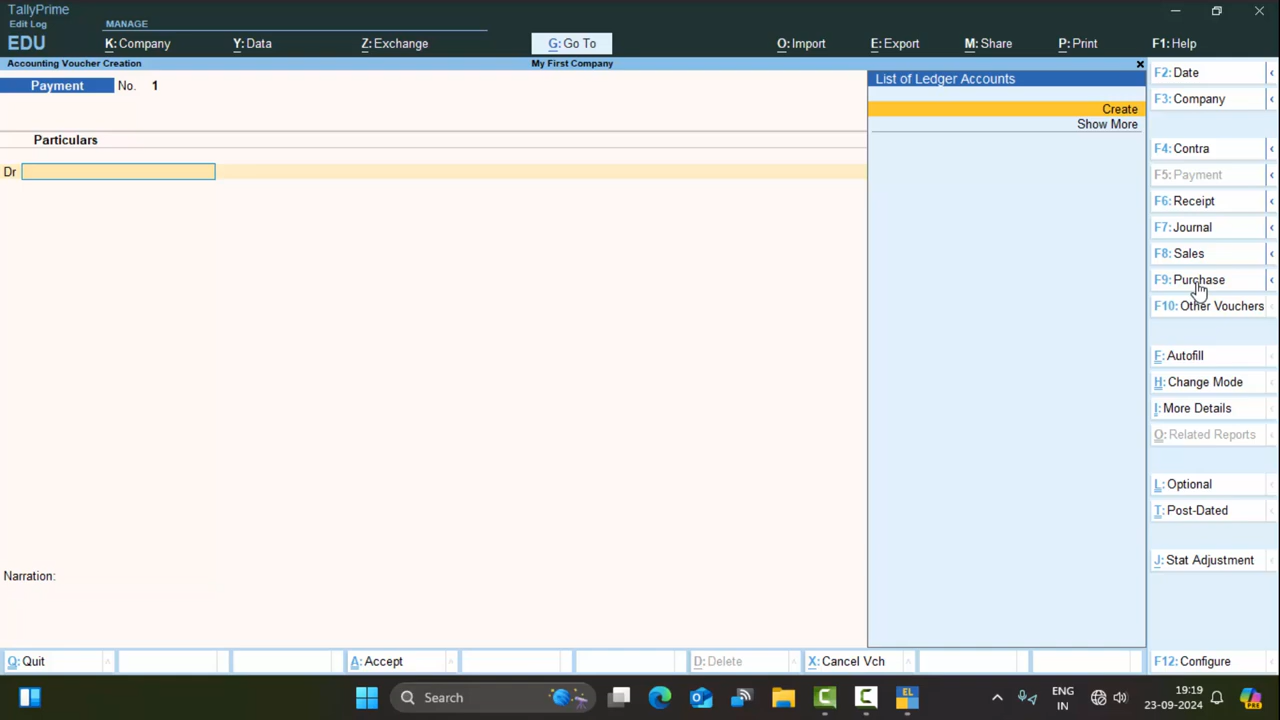 TallyPrime
Edit Log
EDU
MANAGE
K: Company
Y: Data
Z: Exchange
G: Go To
O: Import
E: Export
M: Share
P: Print
F1: Help
Accounting Voucher Creation
My First Company
Payment No. 1
Particulars
Dr
List of Ledger Accounts
Create
Show More
F2: Date
F3: Company
F4: Contra
F5: Payment
F6: Receipt
F7: Journal
F8: Sales
F9: Purchase
F10: Other Vouchers
F: Autofill
H: Change Mode
I: More Details
O: Related Reports
L: Optional
T: Post-Dated
J: Stat Adjustment
Narration:
Q: Quit
A: Accept
D: Delete
X: Cancel Vch
F12: Configure
Search
EL
ENG
IN
19:19
23-09-2024
PRE